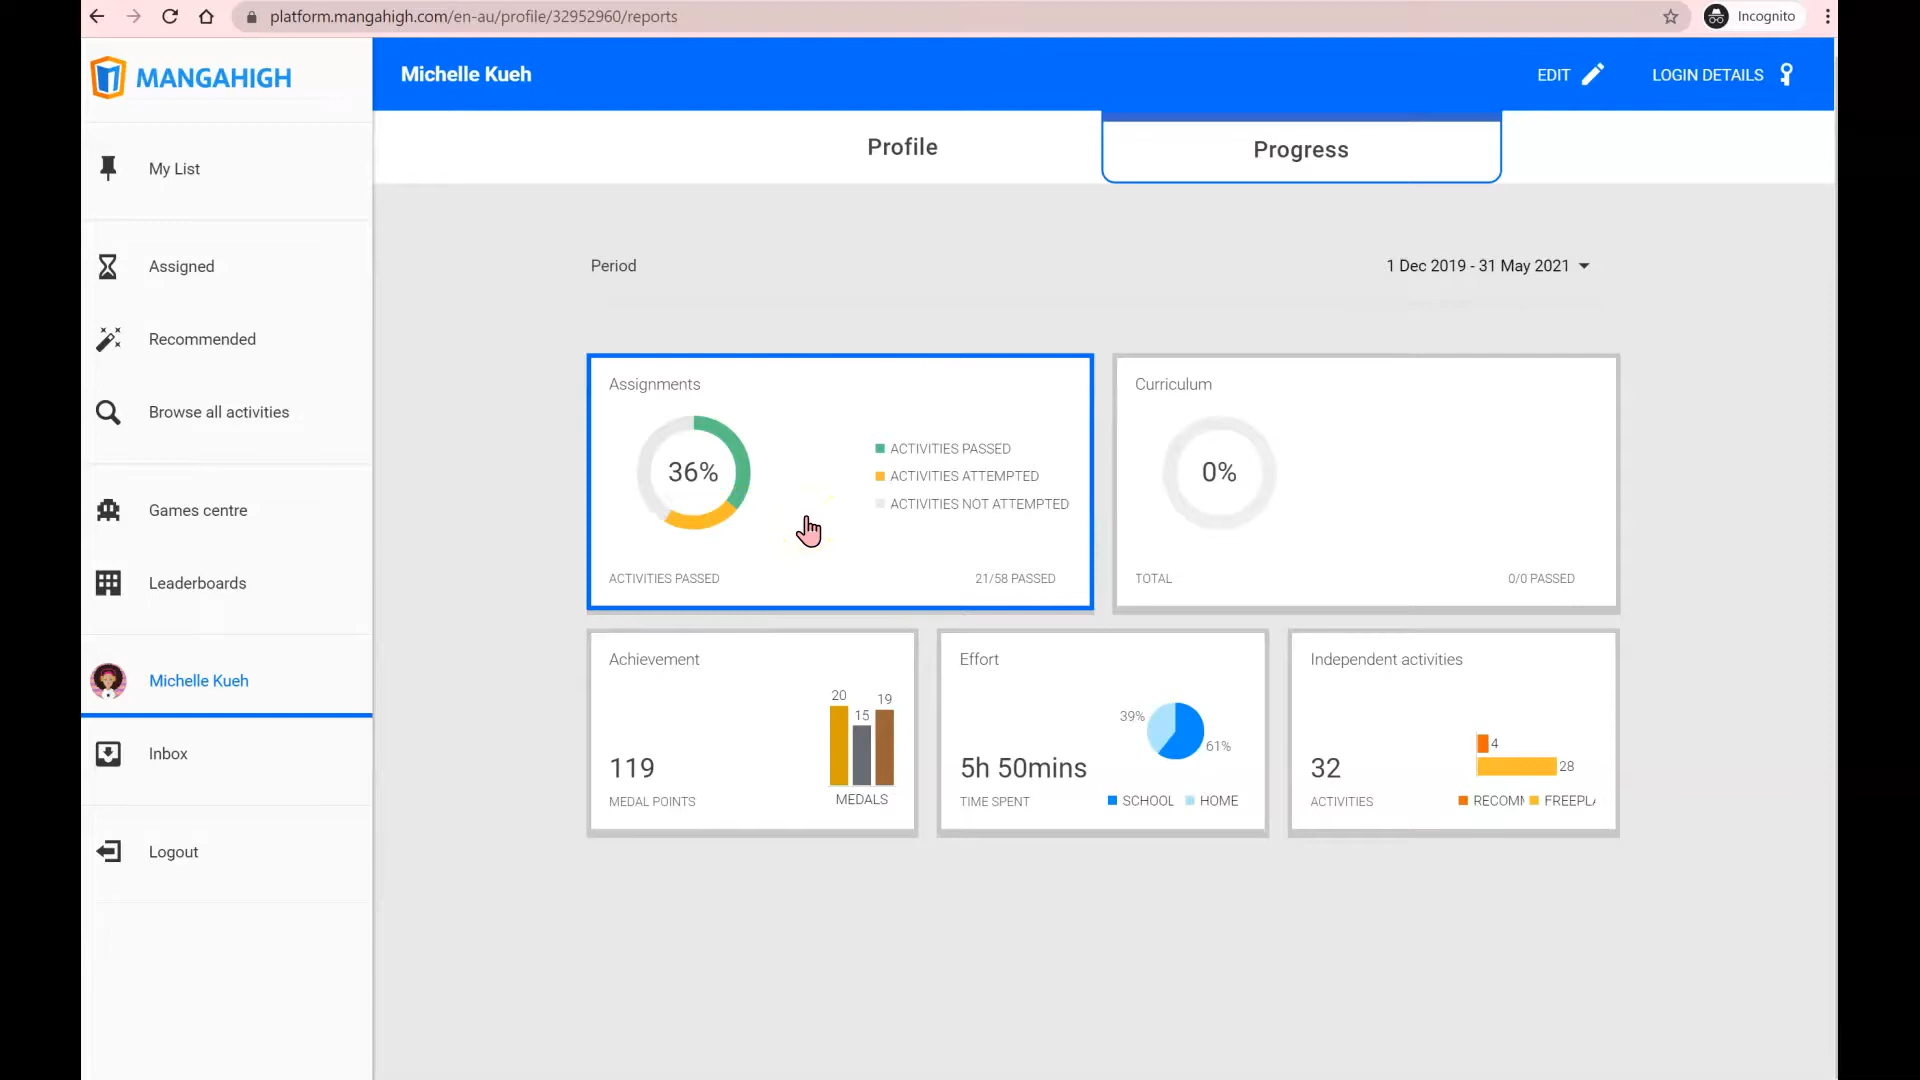 platform.mangahigh.com/en-au/profile/32952960/reports
Incognito
MANGAHIGH
Michelle Kueh
EDIT
LOGIN DETAILS
Profile
Progress
My List
Assigned
Recommended
Browse all activities
Games centre
Leaderboards
Michelle Kueh
Inbox
Logout
Period
1 Dec 2019 - 31 May 2021
Assignments
36%
ACTIVITIES PASSED
ACTIVITIES ATTEMPTED
ACTIVITIES NOT ATTEMPTED
ACTIVITIES PASSED
21/58 PASSED
Curriculum
0%
TOTAL
0/0 PASSED
Achievement
20
15
19
119
MEDAL POINTS
MEDALS
Effort
39%
61%
5h 50mins
TIME SPENT
SCHOOL
HOME
Independent activities
4
28
32
ACTIVITIES
RECOMM
FREEPLA